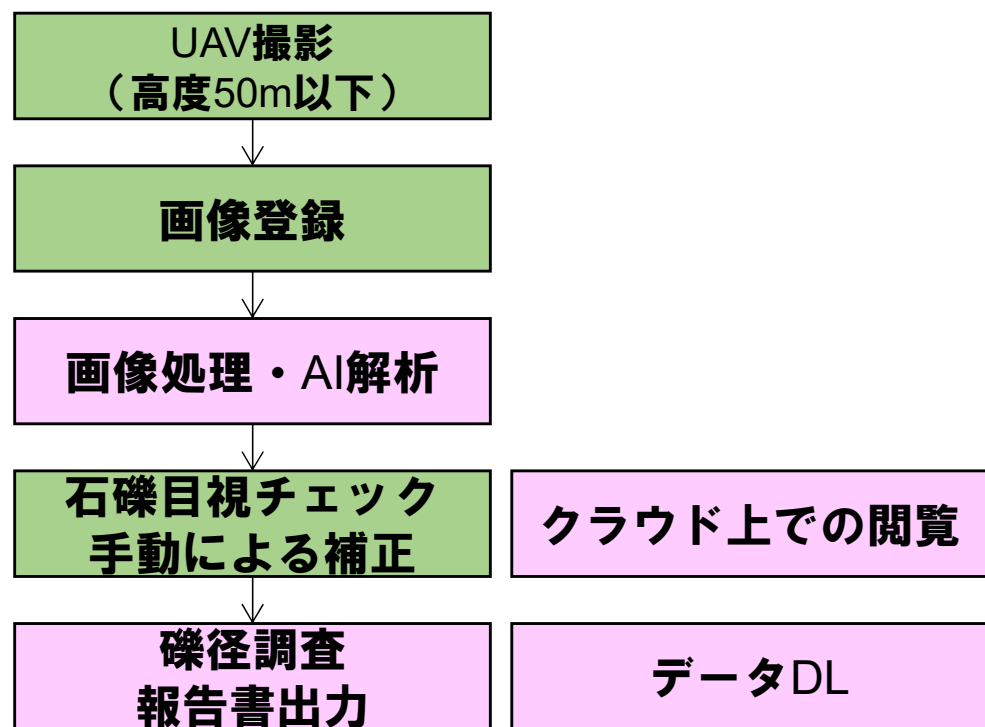 UAV撮影
（高度50m以下）
画像登録
画像処理・AI解析
石礫目視チェック
手動による補正
クラウド上での閲覧
礫径調査
報告書出力
データDL